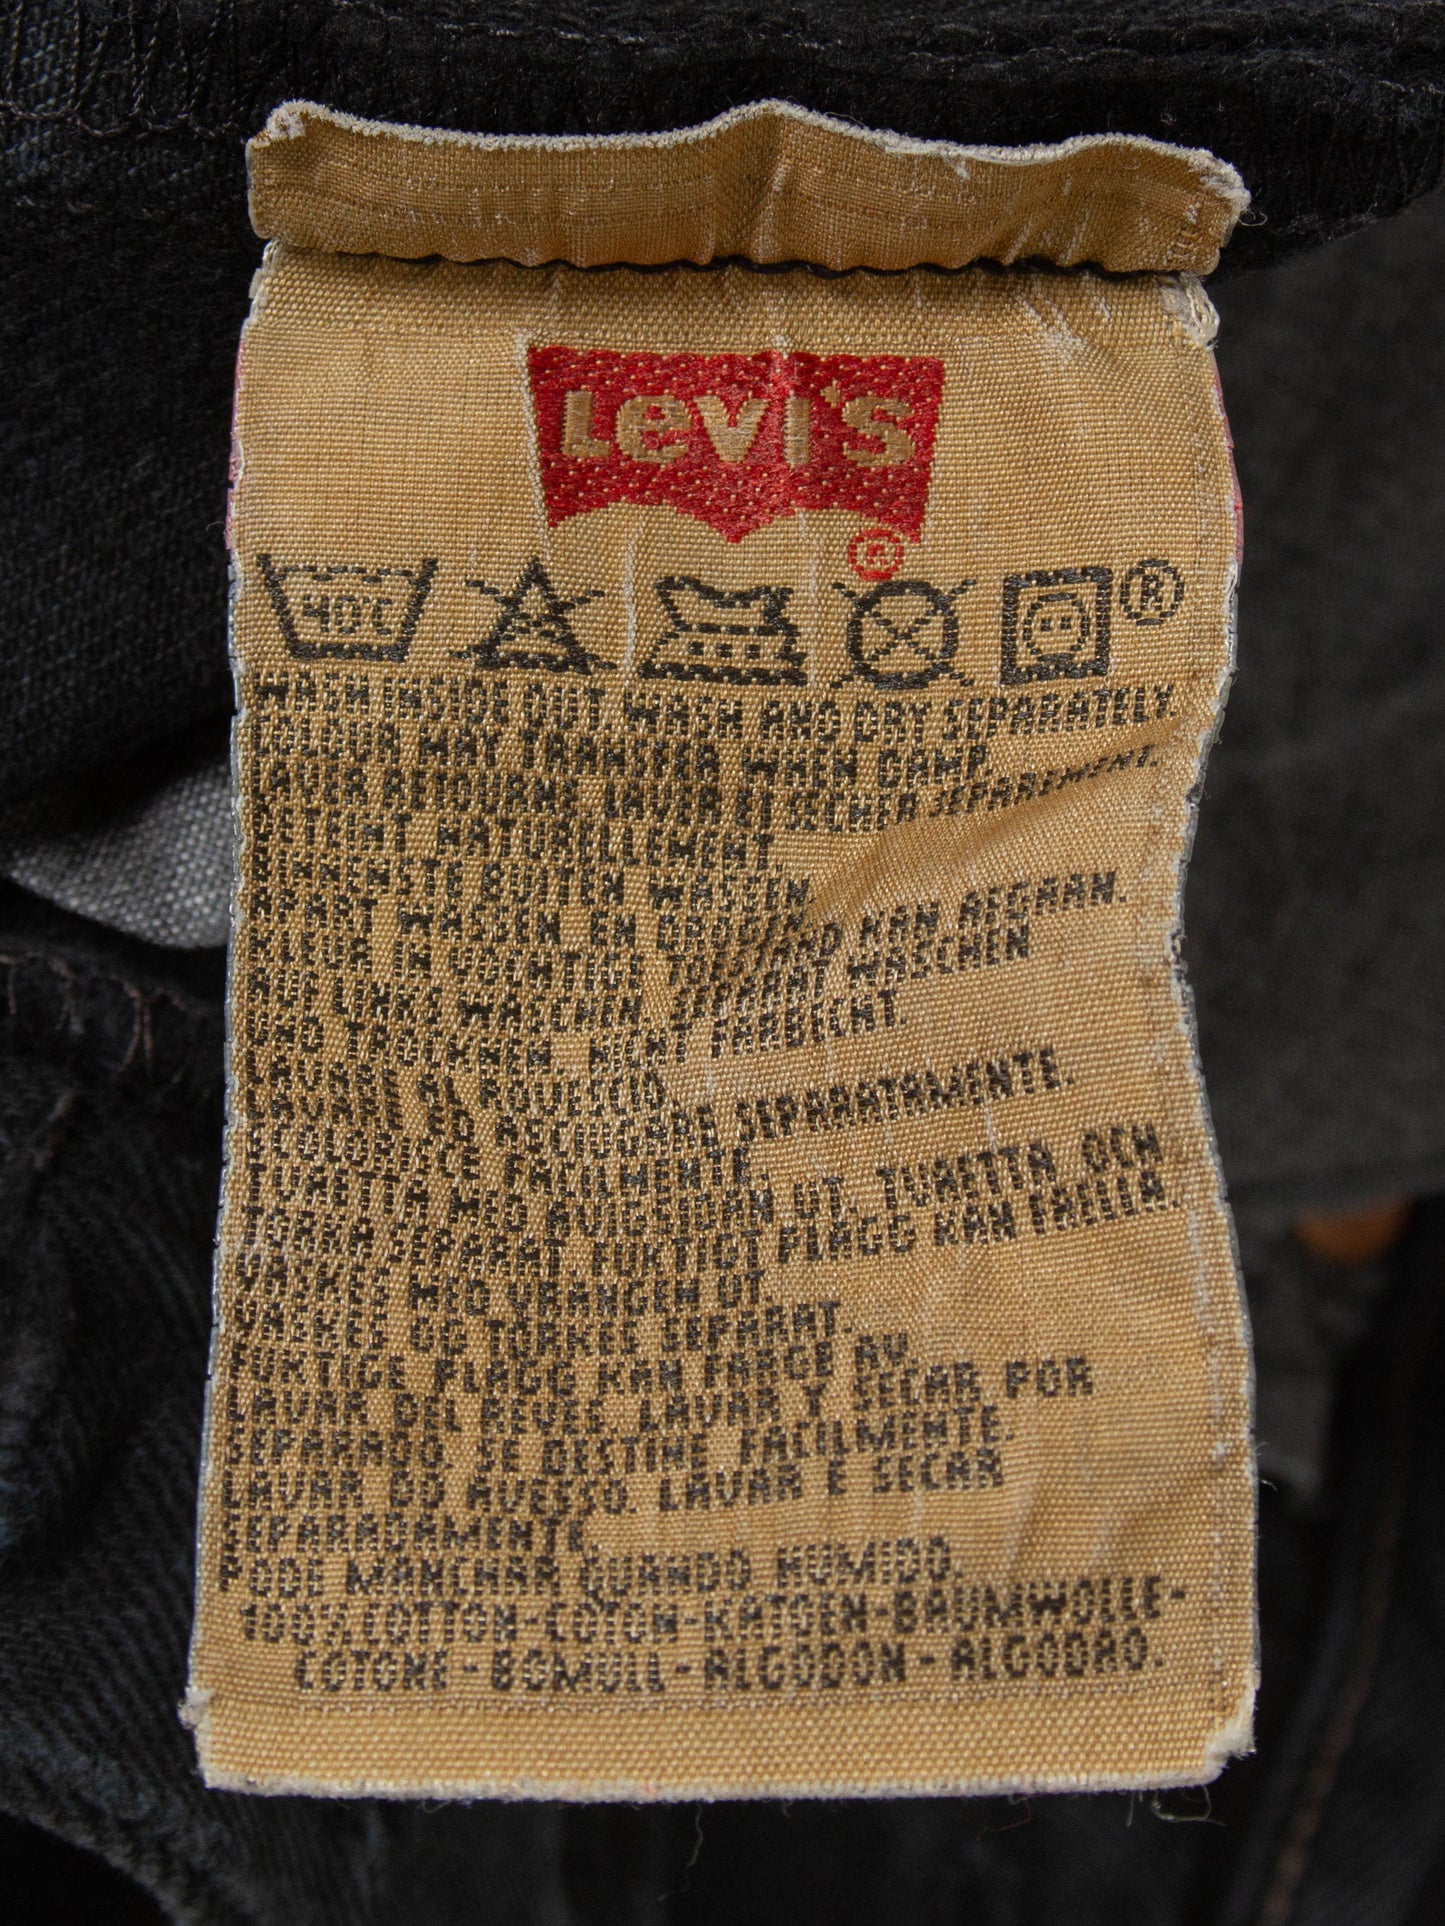 Levi's
®
40°C ®
WASH INSIDE OUT. WASH AND DRY SEPARATELY.
COLOUR MAY TRANSFER WHEN DAMP.
LAVER RETOURNE. LAVER ET SECHER SEPAREMENT.
DETEINT NATURELLEMENT.
BINNENSTE BUITEN WASSEN
APART WASSEN EN DROGEN
KLEUR IN VOCHTIGE TOESTAND KAN AFGAAN.
AUF LINKS WASCHEN. SEPARAT WASCHEN
UND TROCKNEN. NICHT FARBECHT.
LAVARE AL ROVESCIO.
LAVARE ED ASCIUGARE SEPARATAMENTE.
SCOLORISCE FACILMENTE.
TVÄTTA MED AVIGSIDAN UT. TVÄTTA OCH
TORKA SEPARAT. FUKTIGT PLAGG KAN FÄLLA.
VASKES MED VRANGEN UT.
VASKES OG TØRKES SEPARAT.
FUKTIGE PLAGG KAN FARGE AV.
LAVAR DEL REVES. LAVAR Y SECAR POR
SEPARADO. SE DESTIÑE FACILMENTE.
LAVAR DO AVESSO. LAVAR E SECAR
SEPARADAMENTE.
PODE MANCHAR QUANDO HUMIDO.
100% COTTON-COTON-KATOEN-BAUMWOLLE-
COTONE-BOMULL-ALGODON-ALGODAO.